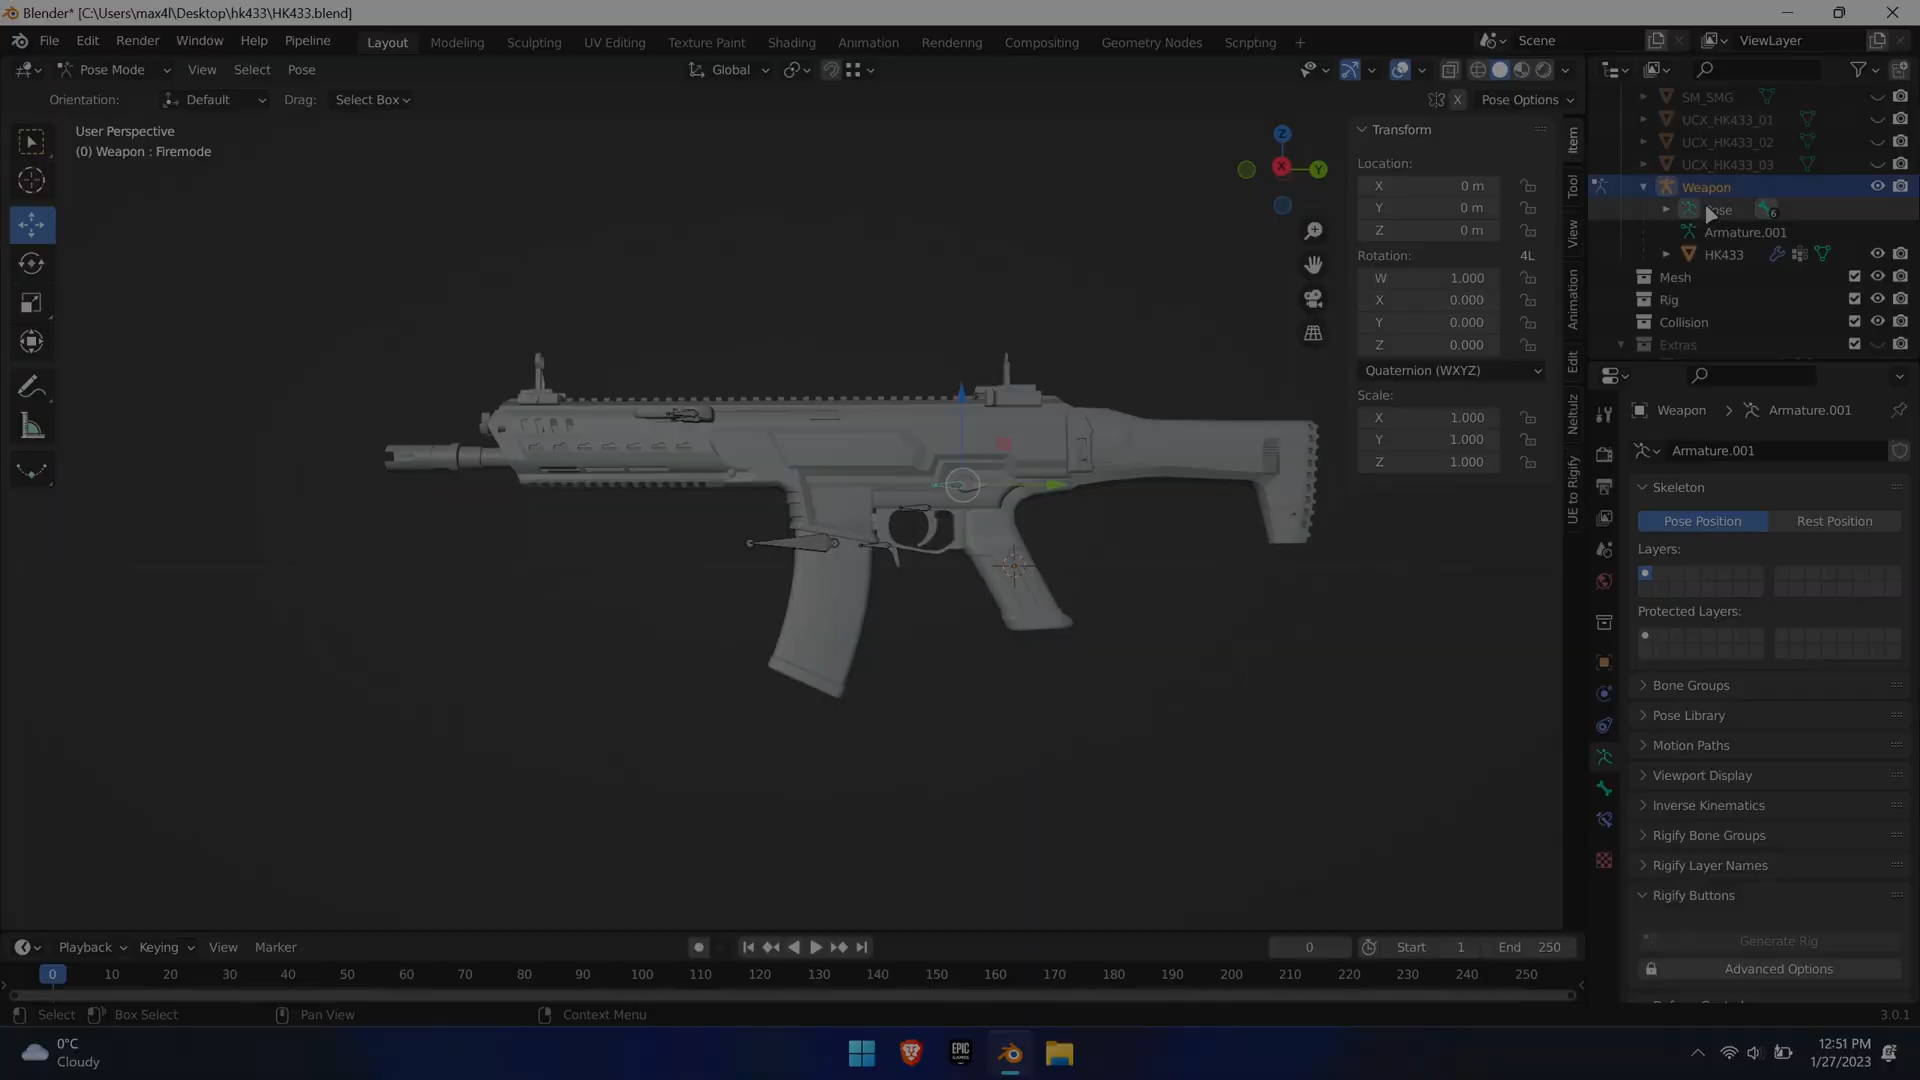 Blender* [C:\Users\max4l\Desktop\hk433\HK433.blend]
File Edit Render Window Help Pipeline Layout Modeling Sculpting UV Editing Texture Paint Shading Animation Rendering Compositing Geometry Nodes Scripting + Scene ViewLayer
Pose Mode View Select Pose Global
Orientation: Default Drag: Select Box X Pose Options
User Perspective
(0) Weapon : Firemode
Z
X
Y
Transform
Location:
X 0 m
Y 0 m
Z 0 m
Rotation: 4L
W 1.000
X 0.000
Y 0.000
Z 0.000
Quaternion (WXYZ)
Scale:
X 1.000
Y 1.000
Z 1.000
Item
Tool
View
Animation
Edit
Neltulz
UE to Rigify
SM_SMG
UCX_HK433_01
UCX_HK433_02
UCX_HK433_03
Weapon
6
Armature.001
HK433
Mesh
Rig
Collision
Extras
Weapon Armature.001
Armature.001
Skeleton
Pose Position Rest Position
Layers:
Protected Layers:
Bone Groups
Pose Library
Motion Paths
Viewport Display
Inverse Kinematics
Rigify Bone Groups
Rigify Layer Names
Rigify Buttons
Generate Rig
Advanced Options
Playback Keying View Marker 0 Start 1 End 250
0 10 20 30 40 50 60 70 80 90 100 110 120 130 140 150 160 170 180 190 200 210 220 230 240 250
Select Box Select Pan View Context Menu 3.0.1
0°C
Cloudy
EPIC
GAMES
12:51 PM
1/27/2023